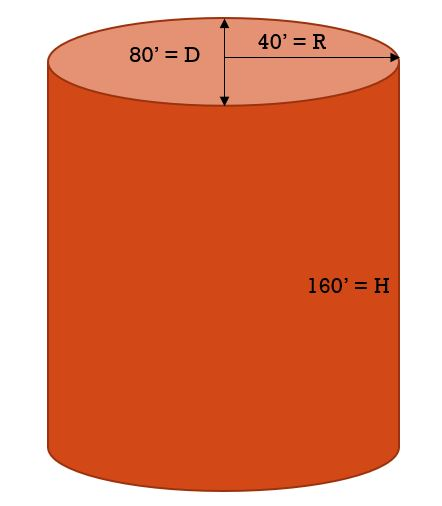 80’ = D
40’ = R
160’ = H